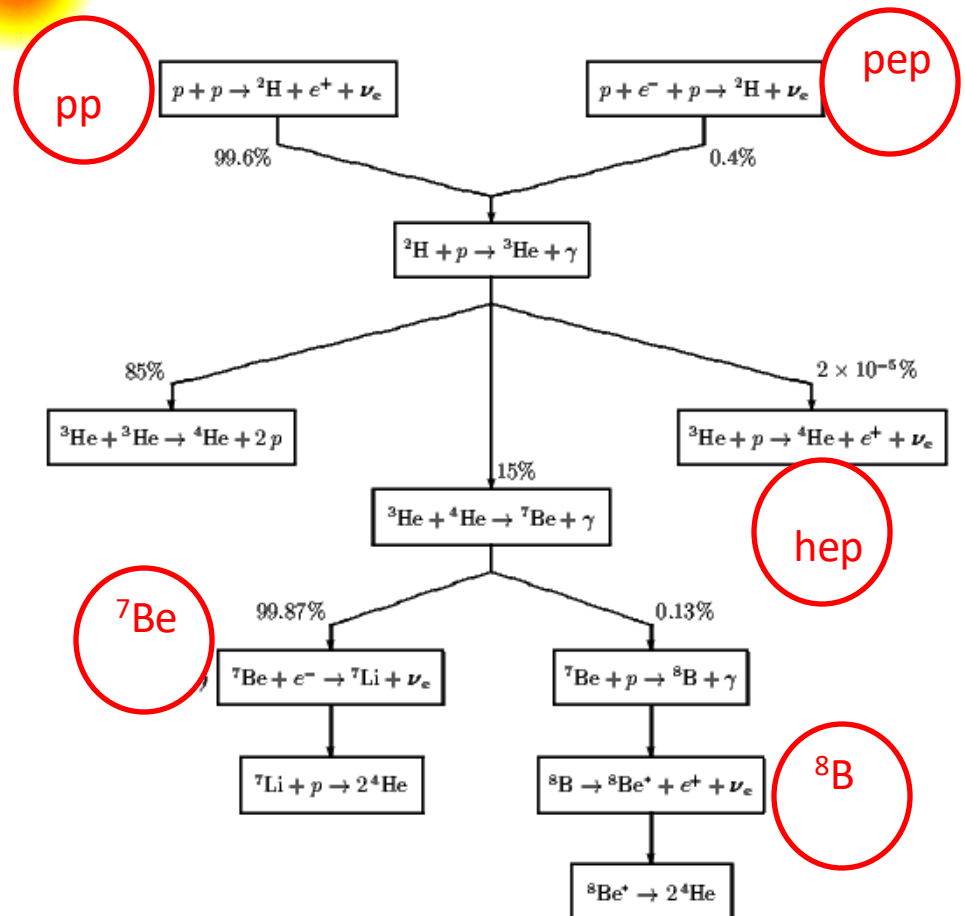 pp
p + p → ²H + e⁺ + νₑ
p + e⁻ + p → ²H + νₑ
pep
99.6%
0.4%
²H + p → ³He + γ
85%
2 × 10⁻⁵%
³He + ³He → ⁴He + 2 p
³He + p → ⁴He + e⁺ + νₑ
15%
³He + ⁴He → ⁷Be + γ
hep
⁷Be
99.87%
0.13%
⁷Be + e⁻ → ⁷Li + νₑ
⁷Be + p → ⁸B + γ
⁷Li + p → 2 ⁴He
⁸B → ⁸Be* + e⁺ + νₑ
⁸B
⁸Be* → 2 ⁴He